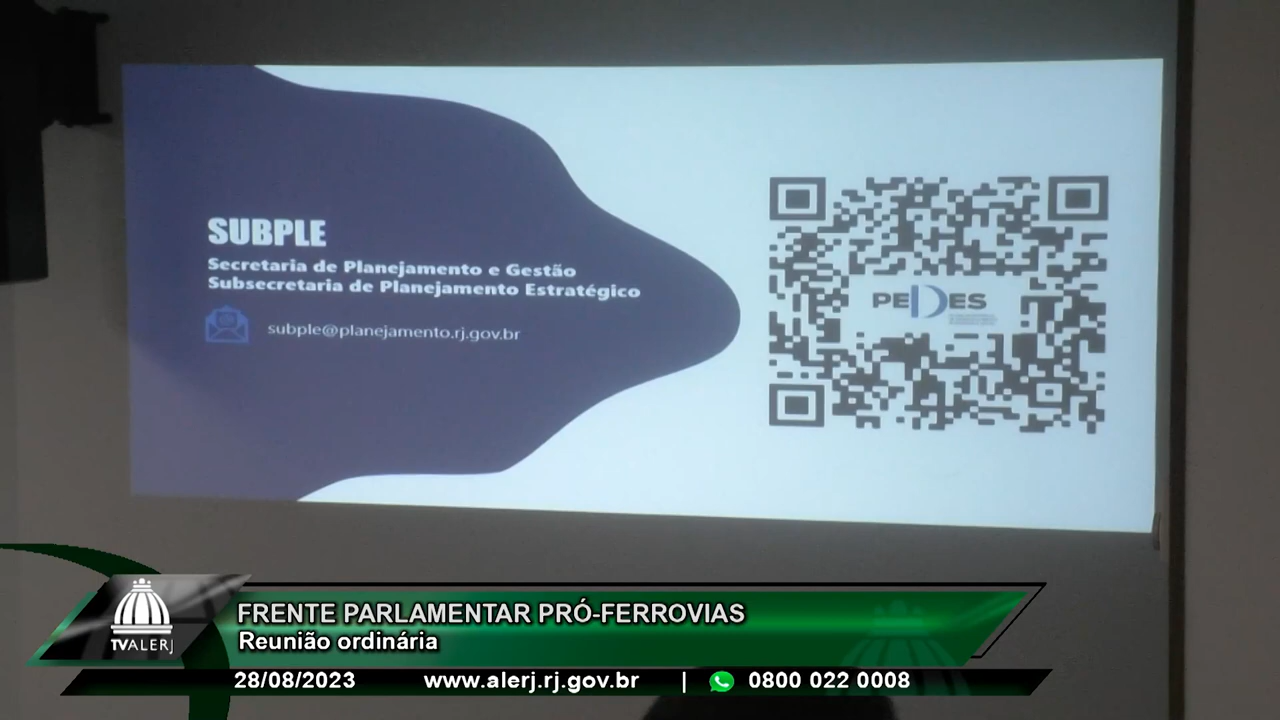 SUBPLE
Secretaria de Planejamento e Gestão
Subsecretaria de Planejamento Estratégico
subple@planejamento.rj.gov.br
PEDES
FRENTE PARLAMENTAR PRÓ-FERROVIAS
Reunião ordinária
TVALERJ
28/08/2023 www.alerj.rj.gov.br | 0800 022 0008